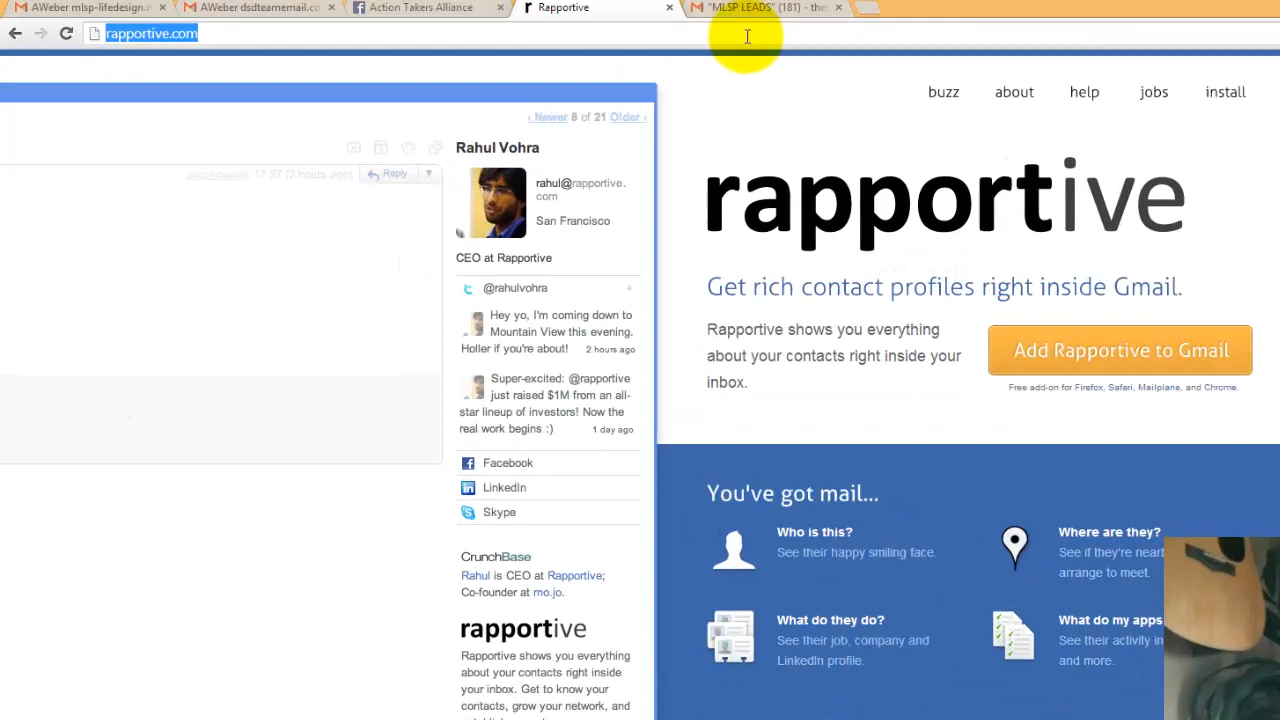 AWeber mlsp-lifedesign.
AWeber dsdteamemail.c
Action Takers Alliance
Rapportive
"MLSP LEADS" (181) - thes
rapportive.com
buzz about help jobs install
‹ Newer 8 of 21 Older ›
Rahul Vohra
17:57 (2 hours ago) Reply
rahul@rapportive.
com
San Francisco
CEO at Rapportive
@rahulvohra
Hey yo, I'm coming down to
Mountain View this evening.
Holler if you're about! 2 hours ago
Super-excited: @rapportive
just raised $1M from an all-
star lineup of investors! Now the
real work begins :) 1 day ago
Facebook
LinkedIn
Skype
CrunchBase
Rahul is CEO at Rapportive;
Co-founder at mo.jo.
rapportive
Rapportive shows you everything
about your contacts right inside
your inbox. Get to know your
contacts, grow your network, and
rapportive
Get rich contact profiles right inside Gmail.
Rapportive shows you everything
about your contacts right inside your
inbox.
Add Rapportive to Gmail
Free add-on for Firefox, Safari, Mailplane, and Chrome.
You've got mail...
Who is this?
See their happy smiling face.
Where are they?
See if they're near
arrange to meet.
What do they do?
See their job, company and
LinkedIn profile.
What do my apps
See their activity in
and more.